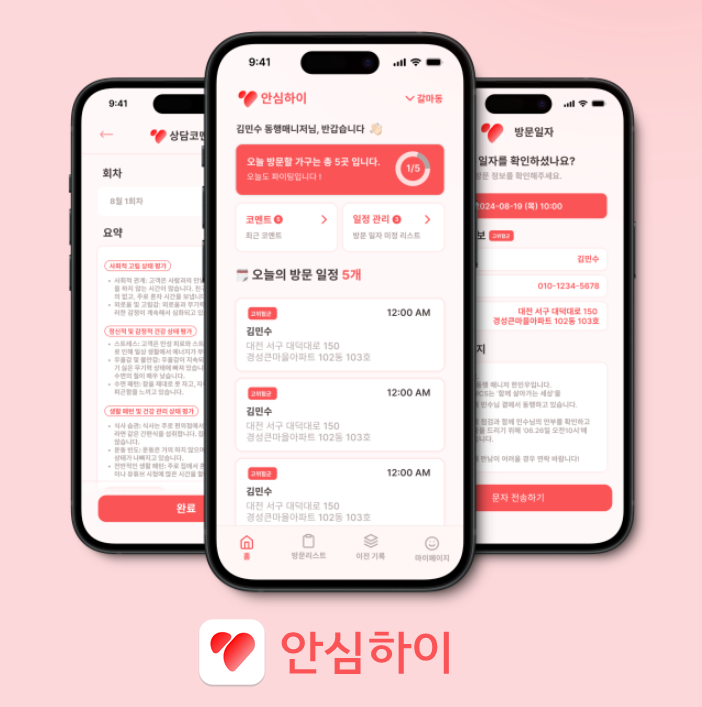 9:41
상담코멘
회차
8월 1회차
요약
사회적 고립 상태 평가
정신적 및 감정적 건강 상태 평가
생활 패턴 및 건강 관리 상태 평가
완료
9:41
안심하이
갈마동
김민수 동행매니저님, 반갑습니다
오늘 방문할 가구는 총 5곳 입니다.
오늘도 파이팅입니다 !
1/5
코멘트
최근 코멘트
일정 관리
방문 일자 미정 리스트
오늘의 방문 일정 5개
고위험군
12:00 AM
김민수
대전 서구 대덕대로 150
경성큰마을아파트 102동 103호
고위험군
12:00 AM
김민수
대전 서구 대덕대로 150
경성큰마을아파트 102동 103호
고위험군
12:00 AM
김민수
대전 서구 대덕대로 150
경성큰마을아파트 102동 103호
홈
방문리스트
이전 기록
마이페이지
9:41
방문일자
일자를 확인하셨나요?
방문 정보를 확인해주세요.
2024-08-19 (목) 10:00
보 고위험군
김민수
010-1234-5678
대전 서구 대덕대로 150
경성큰마을아파트 102동 103호
지
동행 매니저 한민우입니다.
문자 전송하기
안심하이